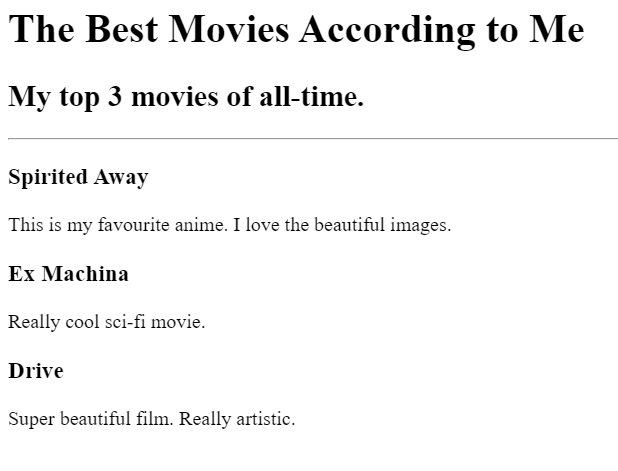 The Best Movies According to Me
My top 3 movies of all-time.
Spirited Away
This is my favourite anime. I love the beautiful images.
Ex Machina
Really cool sci-fi movie.
Drive
Super beautiful film. Really artistic.